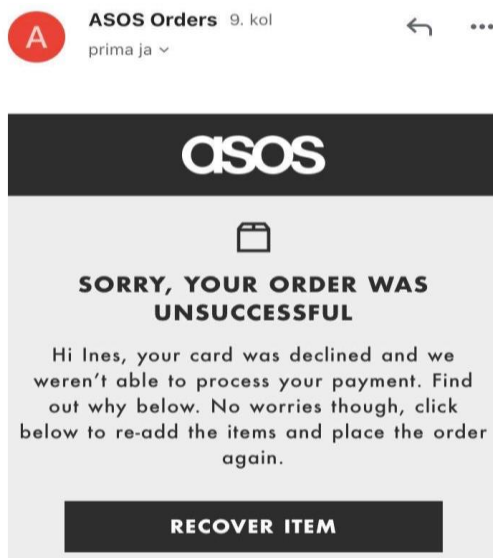 A
ASOS Orders 9. kol
prima ja
asos
SORRY, YOUR ORDER WAS
UNSUCCESSFUL
Hi Ines, your card was declined and we
weren't able to process your payment. Find
out why below. No worries though, click
below to re-add the items and place the order
again.
RECOVER ITEM